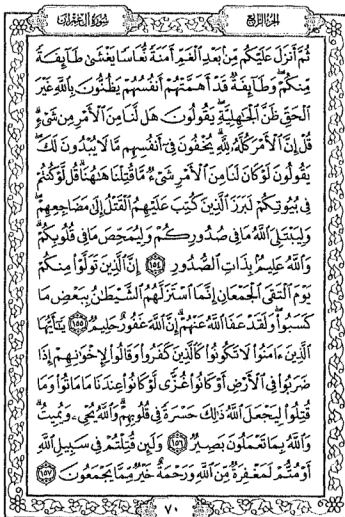 الجزء الرابع
سورة آل عمران
ثُمَّ أَنزَلَ عَلَيْكُم مِّنۢ بَعْدِ ٱلْغَمِّ أَمَنَةً نُّعَاسًا يَغْشَىٰ طَآئِفَةً
مِّنكُمْ ۖ وَطَآئِفَةٌ قَدْ أَهَمَّتْهُمْ أَنفُسُهُمْ يَظُنُّونَ بِٱللَّهِ غَيْرَ
ٱلْحَقِّ ظَنَّ ٱلْجَٰهِلِيَّةِ ۖ يَقُولُونَ هَل لَّنَا مِنَ ٱلْأَمْرِ مِن شَىْءٍ ۗ
قُلْ إِنَّ ٱلْأَمْرَ كُلَّهُۥ لِلَّهِ ۗ يُخْفُونَ فِىٓ أَنفُسِهِم مَّا لَا يُبْدُونَ لَكَ ۖ
يَقُولُونَ لَوْ كَانَ لَنَا مِنَ ٱلْأَمْرِ شَىْءٌ مَّا قُتِلْنَا هَٰهُنَا ۗ قُل لَّوْ كُنتُمْ
فِى بُيُوتِكُمْ لَبَرَزَ ٱلَّذِينَ كُتِبَ عَلَيْهِمُ ٱلْقَتْلُ إِلَىٰ مَضَاجِعِهِمْ ۖ
وَلِيَبْتَلِىَ ٱللَّهُ مَا فِى صُدُورِكُمْ وَلِيُمَحِّصَ مَا فِى قُلُوبِكُمْ ۗ
وَٱللَّهُ عَلِيمٌۢ بِذَاتِ ٱلصُّدُورِ ١٥٤ إِنَّ ٱلَّذِينَ تَوَلَّوْا۟ مِنكُمْ
يَوْمَ ٱلْتَقَى ٱلْجَمْعَانِ إِنَّمَا ٱسْتَزَلَّهُمُ ٱلشَّيْطَٰنُ بِبَعْضِ مَا
كَسَبُوا۟ ۖ وَلَقَدْ عَفَا ٱللَّهُ عَنْهُمْ ۗ إِنَّ ٱللَّهَ غَفُورٌ حَلِيمٌ ١٥٥ يَٰٓأَيُّهَا
ٱلَّذِينَ ءَامَنُوا۟ لَا تَكُونُوا۟ كَٱلَّذِينَ كَفَرُوا۟ وَقَالُوا۟ لِإِخْوَٰنِهِمْ إِذَا
ضَرَبُوا۟ فِى ٱلْأَرْضِ أَوْ كَانُوا۟ غُزًّى لَّوْ كَانُوا۟ عِندَنَا مَا مَاتُوا۟ وَمَا
قُتِلُوا۟ لِيَجْعَلَ ٱللَّهُ ذَٰلِكَ حَسْرَةً فِى قُلُوبِهِمْ ۗ وَٱللَّهُ يُحْىِۦ وَيُمِيتُ ۗ
وَٱللَّهُ بِمَا تَعْمَلُونَ بَصِيرٌ ١٥٦ وَلَئِن قُتِلْتُمْ فِى سَبِيلِ ٱللَّهِ
أَوْ مُتُّمْ لَمَغْفِرَةٌ مِّنَ ٱللَّهِ وَرَحْمَةٌ خَيْرٌ مِّمَّا يَجْمَعُونَ ١٥٧
٧٠